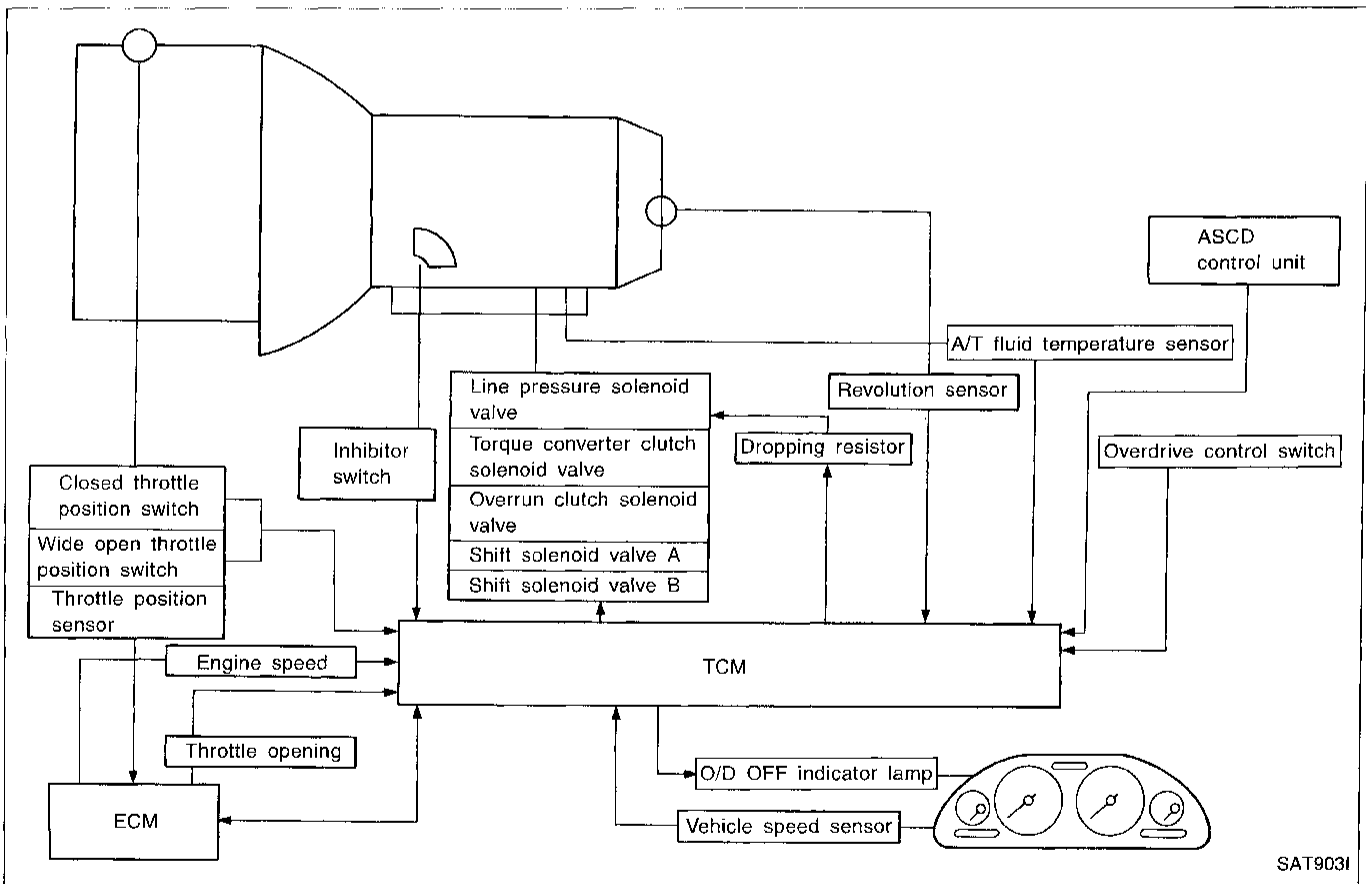 ASCD
control unit
A/T fluid temperature sensor
Line pressure solenoid
valve
Revolution sensor
Torque converter clutch
solenoid valve
Dropping resistor
Inhibitor
switch
Overdrive control switch
Closed throttle
position switch
Overrun clutch solenoid
valve
Wide open throttle
position switch
Shift solenoid valve A
Shift solenoid valve B
Throttle position
sensor
Engine speed
TCM
Throttle opening
O/D OFF indicator lamp
ECM
Vehicle speed sensor
SAT903I